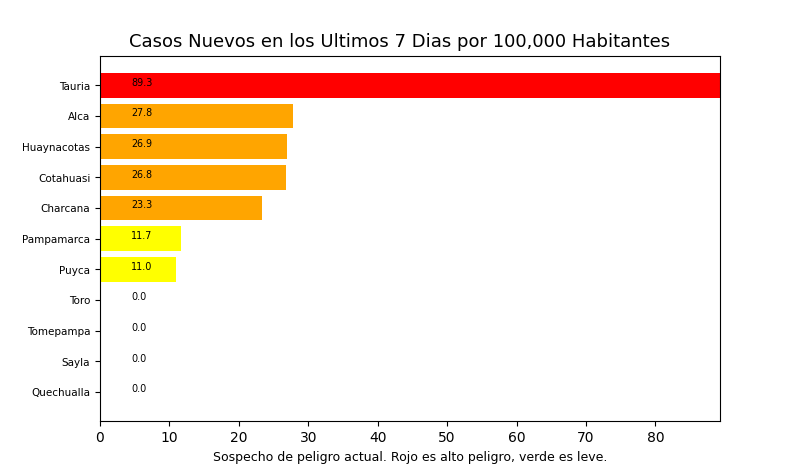 Casos Nuevos en los Ultimos 7 Dias por 100,000 Habitantes
Tauria 89.3
Alca 27.8
Huaynacotas 26.9
Cotahuasi 26.8
Charcana 23.3
Pampamarca 11.7
Puyca 11.0
Toro 0.0
Tomepampa 0.0
Sayla 0.0
Quechualla 0.0
0 10 20 30 40 50 60 70 80
Sospecho de peligro actual. Rojo es alto peligro, verde es leve.